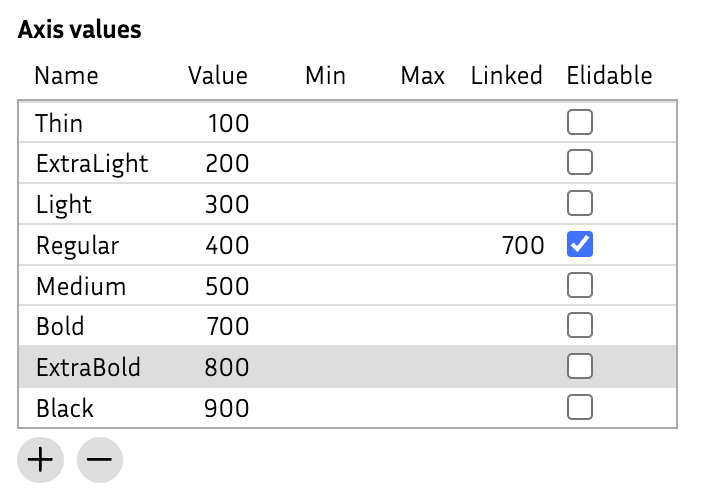 Axis values
Name Value Min Max Linked Elidable
Thin 100
ExtraLight 200
Light 300
Regular 400 700
Medium 500
Bold 700
ExtraBold 800
Black 900